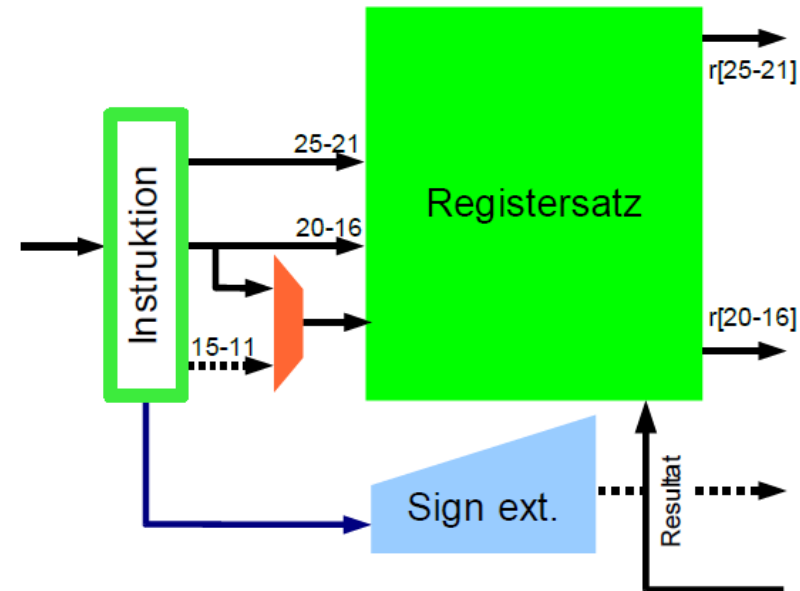 r[25-21]
25-21
Instruktion
Registersatz
20-16
r[20-16]
15-11
Sign ext.
Resultat